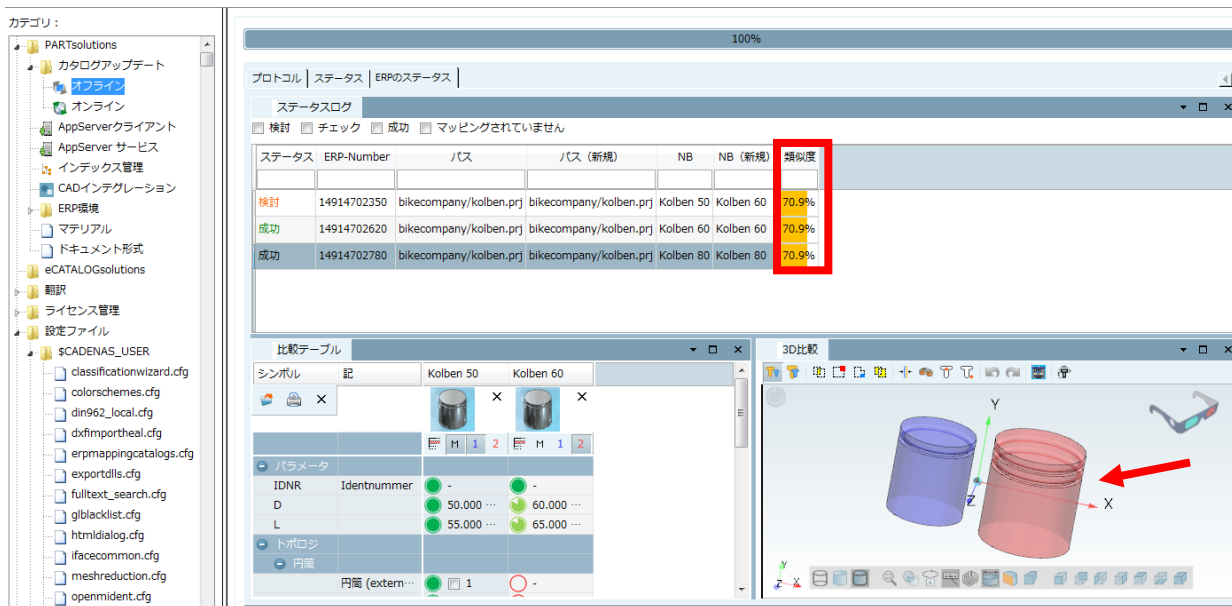 カテゴリ :
PARTsolutions
カタログアップデート
オフライン
オンライン
AppServerクライアント
AppServer サービス
インデックス管理
CADインテグレーション
ERP環境
マテリアル
ドキュメント形式
eCATALOGsolutions
翻訳
ライセンス管理
設定ファイル
$CADENAS_USER
classificationwizard.cfg
colorschemes.cfg
din962_local.cfg
dxfimportheal.cfg
erpmappingcatalogs.cfg
exportdlls.cfg
fulltext_search.cfg
glblacklist.cfg
htmldialog.cfg
ifacecommon.cfg
meshreduction.cfg
openmident.cfg
100%
プロトコル ステータス ERPのステータス
ステータスログ
検討 チェック 成功 マッピングされていません
ステータス ERP-Number パス パス（新規） NB NB（新規） 類似度
検討 14914702350 bikecompany/kolben.prj bikecompany/kolben.prj Kolben 50 Kolben 60 70.9%
成功 14914702620 bikecompany/kolben.prj bikecompany/kolben.prj Kolben 60 Kolben 60 70.9%
成功 14914702780 bikecompany/kolben.prj bikecompany/kolben.prj Kolben 80 Kolben 80 70.9%
比較テーブル
シンボル 記 Kolben 50 Kolben 60
M 1 2 M 1 2
パラメータ
IDNR Identnummer - -
D 50.000 ··· 60.000 ···
L 55.000 ··· 65.000 ···
トポロジ
円筒
円筒 (extern··· 1 -
3D比較
Y
X
Z
Y
Z X